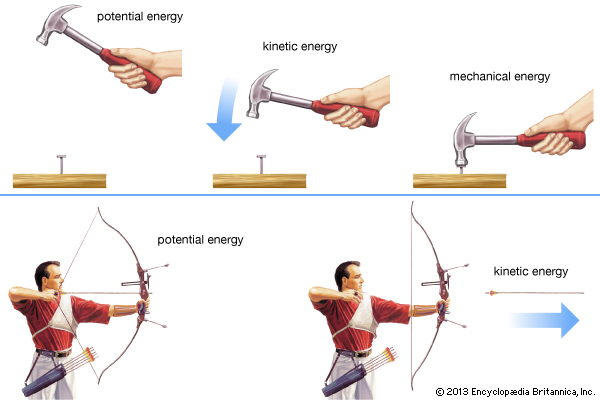 potential energy
kinetic energy
mechanical energy
potential energy
kinetic energy
© 2013 Encyclopædia Britannica, Inc.